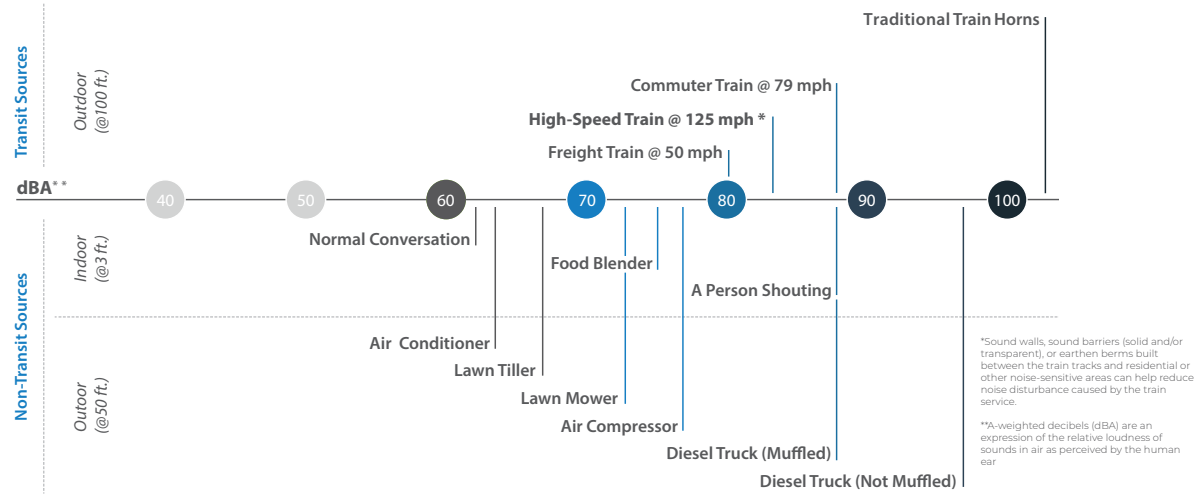 Traditional Train Horns
Transit Sources
Outdoor
(@100 ft.)
Commuter Train @ 79 mph
High-Speed Train @ 125 mph *
Freight Train @ 50 mph
dBA**
40 50 60 70 80 90 100
Non-Transit Sources
Indoor
(@3 ft.)
Normal Conversation
Food Blender
A Person Shouting
Outoor
(@50 ft.)
Air Conditioner
Lawn Tiller
Lawn Mower
Air Compressor
Diesel Truck (Muffled)
Diesel Truck (Not Muffled)
*Sound walls, sound barriers (solid and/or
transparent), or earthen berms built
between the train tracks and residential or
other noise-sensitive areas can help reduce
noise disturbance caused by the train
service.
**A-weighted decibels (dBA) are an
expression of the relative loudness of
sounds in air as perceived by the human
ear